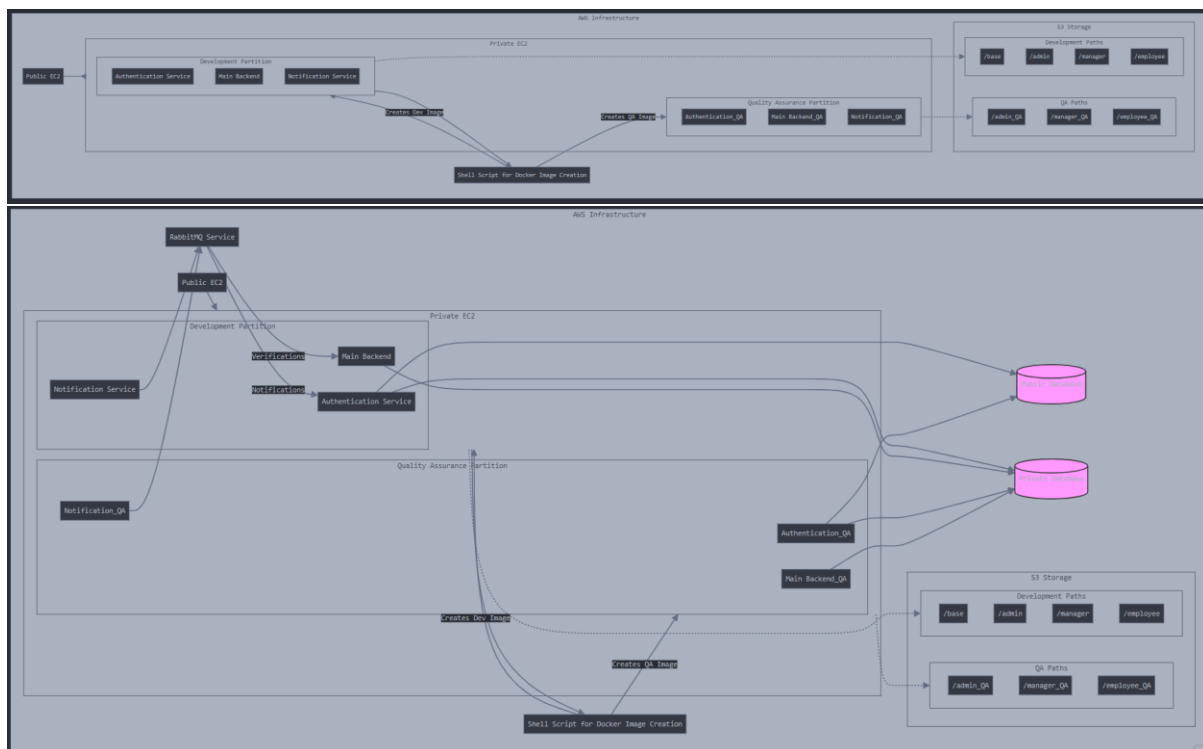 AWS Infrastructure
S3 Storage
Private EC2
Development Paths
Development Partition
/base /admin /manager /employee
Public EC2
Authentication Service Main Backend Notification Service
Quality Assurance Partition
QA Paths
Creates Dev Image
Creates QA Image
Authentication_QA Main Backend_QA Notification_QA
/admin_QA /manager_QA /employee_QA
Shell Script for Docker Image Creation
AWS Infrastructure
RabbitMQ Service
Public EC2
Private EC2
Development Partition
Verifications
Main Backend
Notification Service
Notifications
Authentication Service
Public Database
Quality Assurance Partition
Private Database
Notification_QA
Authentication_QA
Main Backend_QA
S3 Storage
Development Paths
/base /admin /manager /employee
Creates Dev Image
Creates QA Image
QA Paths
/admin_QA /manager_QA /employee_QA
Shell Script for Docker Image Creation